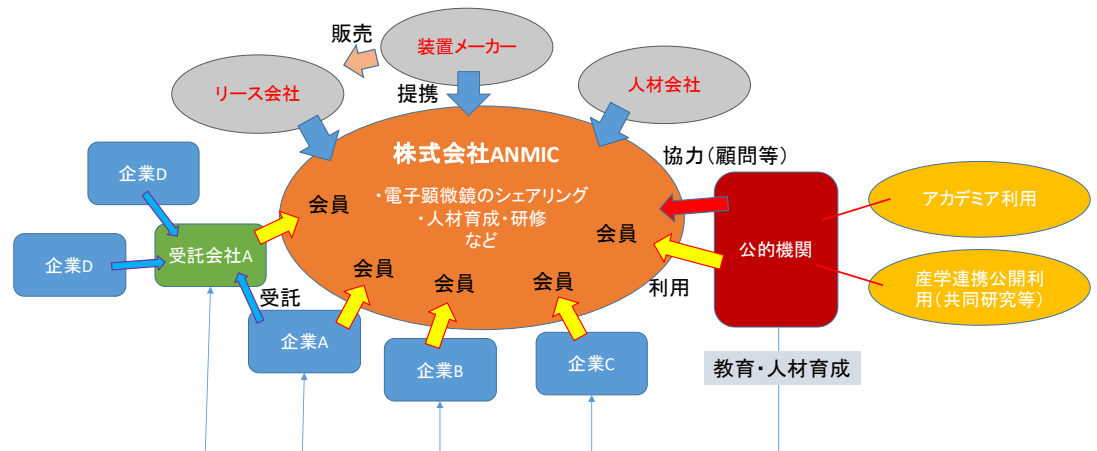 販売
装置メーカー
リース会社
提携
人材会社
株式会社ANMIC
協力(顧問等)
企業D
・電子顕微鏡のシェアリング
・人材育成・研修
など
会員
会員
アカデミア利用
企業D
受託会社A
公的機関
会員
会員
会員
利用
産学連携公開利
用(共同研究等)
受託
企業A
企業B
企業C
教育・人材育成